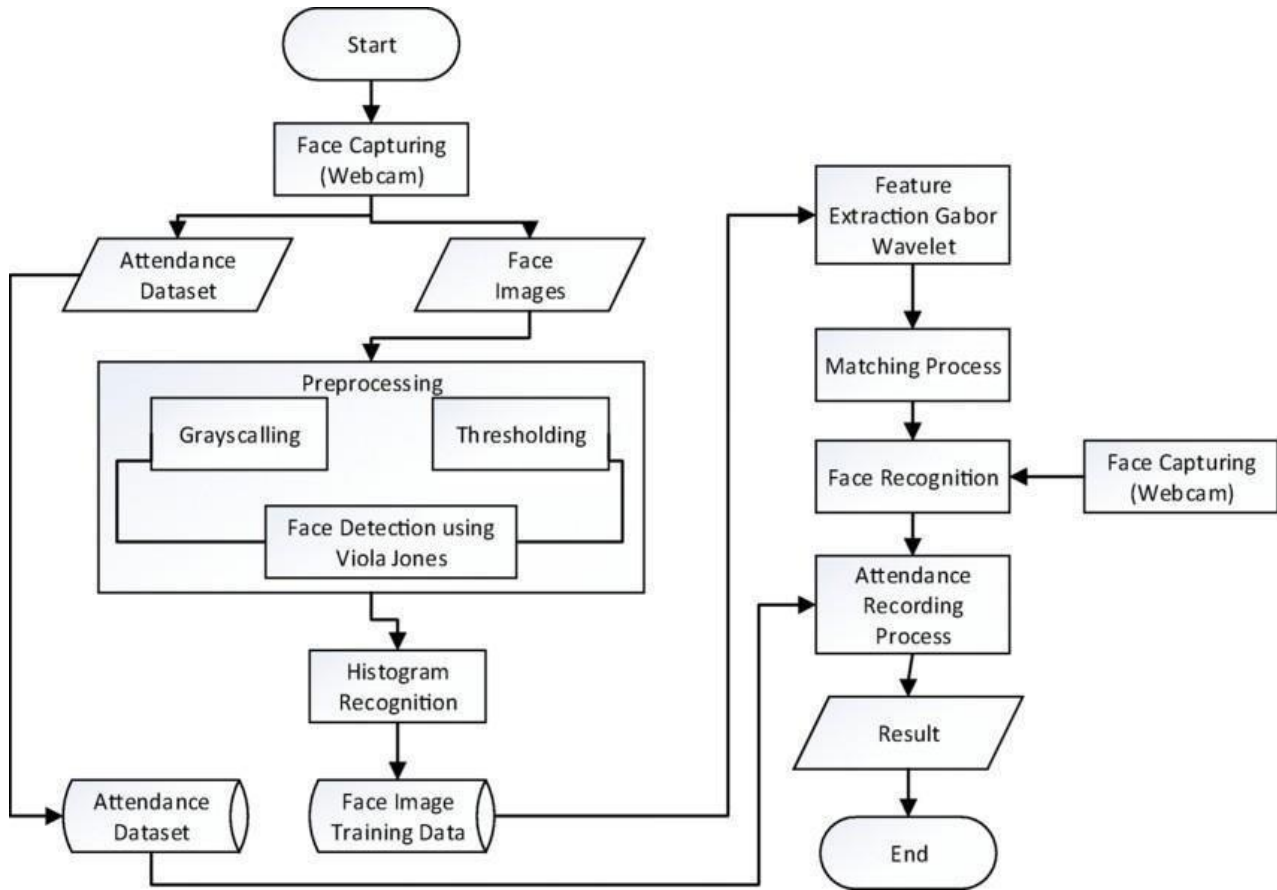 Start
Face Capturing
(Webcam)
Attendance
Dataset
Face
Images
Preprocessing
Grayscalling
Thresholding
Face Detection using
Viola Jones
Histogram
Recognition
Attendance
Dataset
Face Image
Training Data
Feature
Extraction Gabor
Wavelet
Matching Process
Face Recognition
Face Capturing
(Webcam)
Attendance
Recording
Process
Result
End